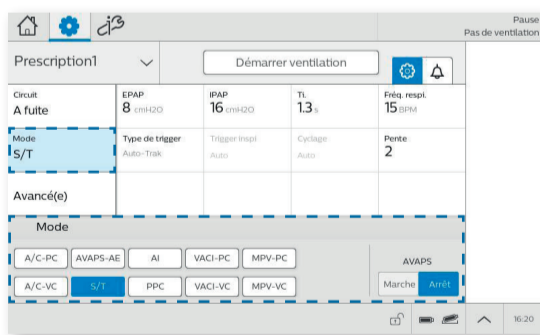 Pause
Pas de ventilation
Prescription1
Démarrer ventilation
Circuit
A fuite
EPAP
8 cmH2O
IPAP
16 cmH2O
Ti.
1.3 s
Fréq. respi.
15 BPM
Mode
S/T
Type de trigger
Auto-Trak
Trigger inspi
Auto
Cyclage
Auto
Pente
2
Avancé(e)
Mode
A/C-PC AVAPS-AE AI VACI-PC MPV-PC
AVAPS
A/C-VC S/T PPC VACI-VC MPV-VC
Marche Arrêt
16:20